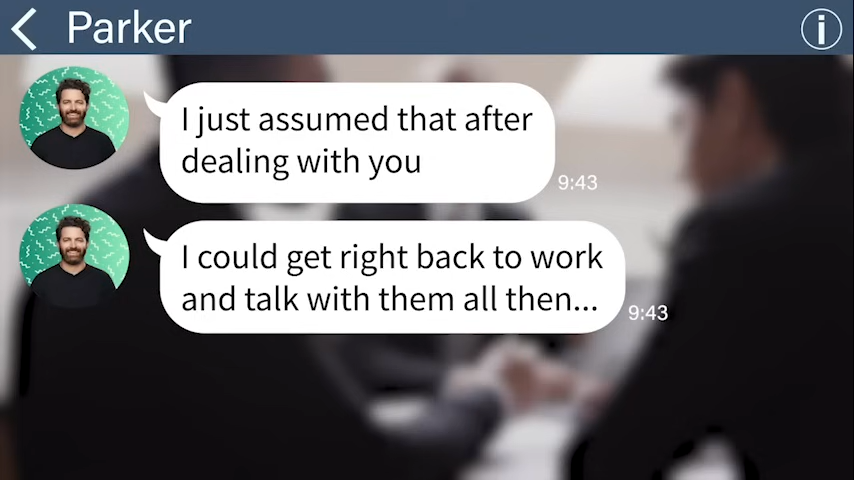 Parker
I just assumed that after
dealing with you
9:43
I could get right back to work
and talk with them all then...
9:43